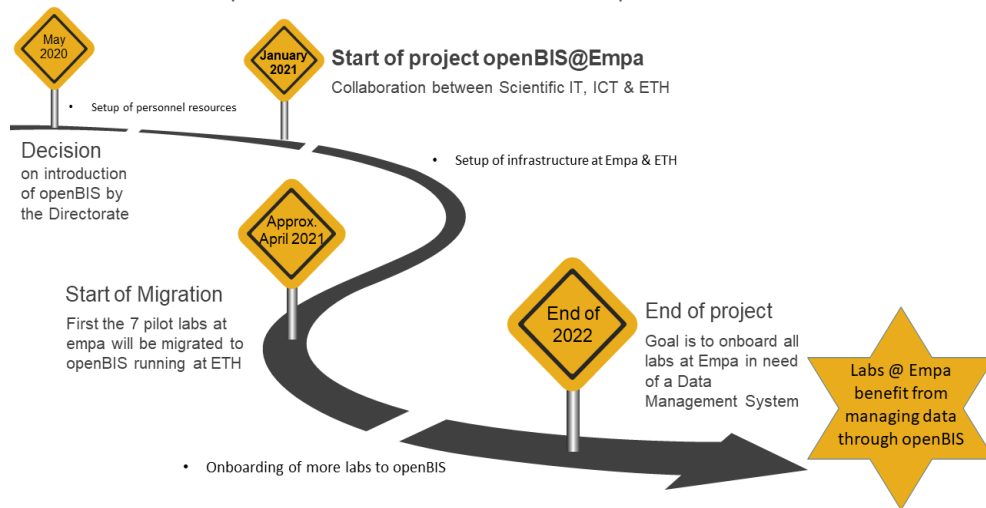 May
2020
• Setup of personnel resources
Decision
on introduction
of openBIS by
the Directorate
January
2021
Start of project openBIS@Empa
Collaboration between Scientific IT, ICT & ETH
• Setup of infrastructure at Empa & ETH
Approx.
April 2021
Start of Migration
First the 7 pilot labs at
empa will be migrated to
openBIS running at ETH
• Onboarding of more labs to openBIS
End of
2022
End of project
Goal is to onboard all
labs at Empa in need
of a Data
Management System
Labs @ Empa
benefit from
managing data
through openBIS